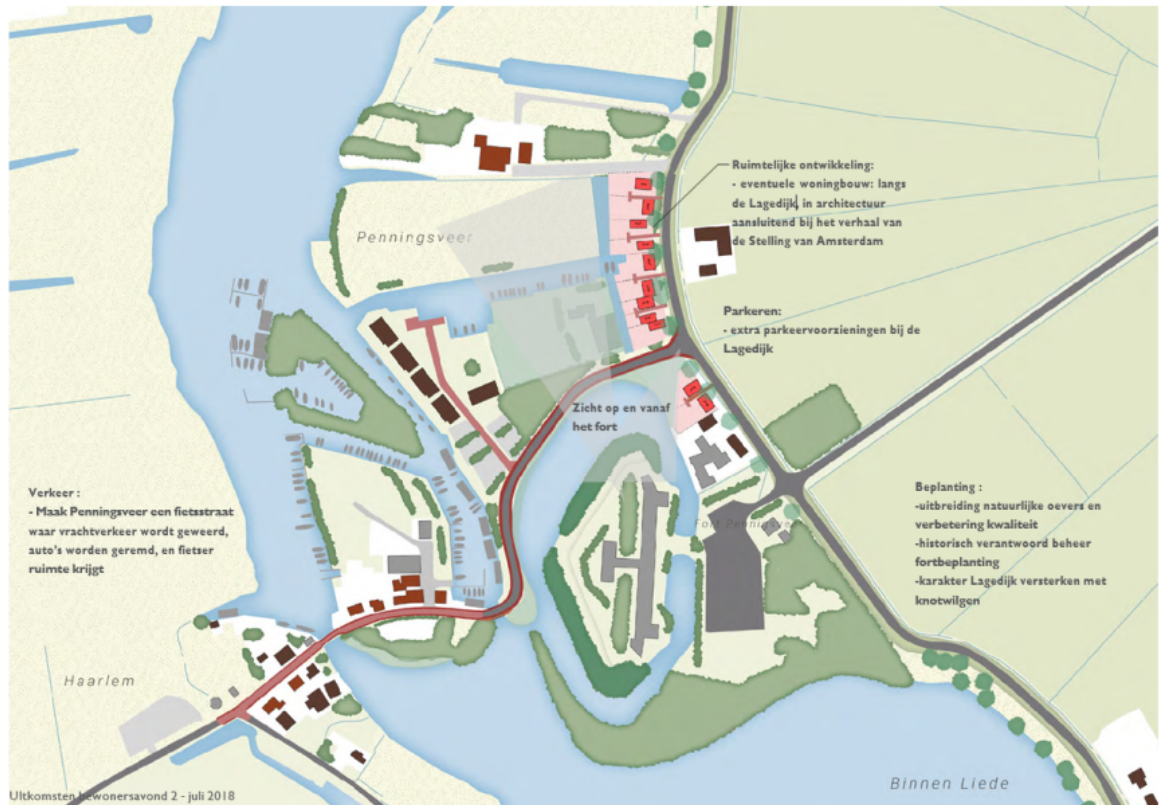 Ruimtelijke ontwikkeling:
- eventuele woningbouw: langs
de Lagedijk, in architectuur
aansluitend bij het verhaal van
de Stelling van Amsterdam
Penningsveer
Parkeren:
- extra parkeervoorzieningen bij de
Lagedijk
Zicht op en vanaf
het fort
Verkeer :
- Maak Penningsveer een fietsstraat
waar vrachtverkeer wordt geweerd,
auto's worden geremd, en fietser
ruimte krijgt
Beplanting :
-uitbreiding natuurlijke oevers en
verbetering kwaliteit
-historisch verantwoord beheer
fortbeplanting
-karakter Lagedijk versterken met
knotwilgen
Fort Penningsveer
Haarlem
Binnen Liede
UItkomsten bewonersavond 2 - juli 2018